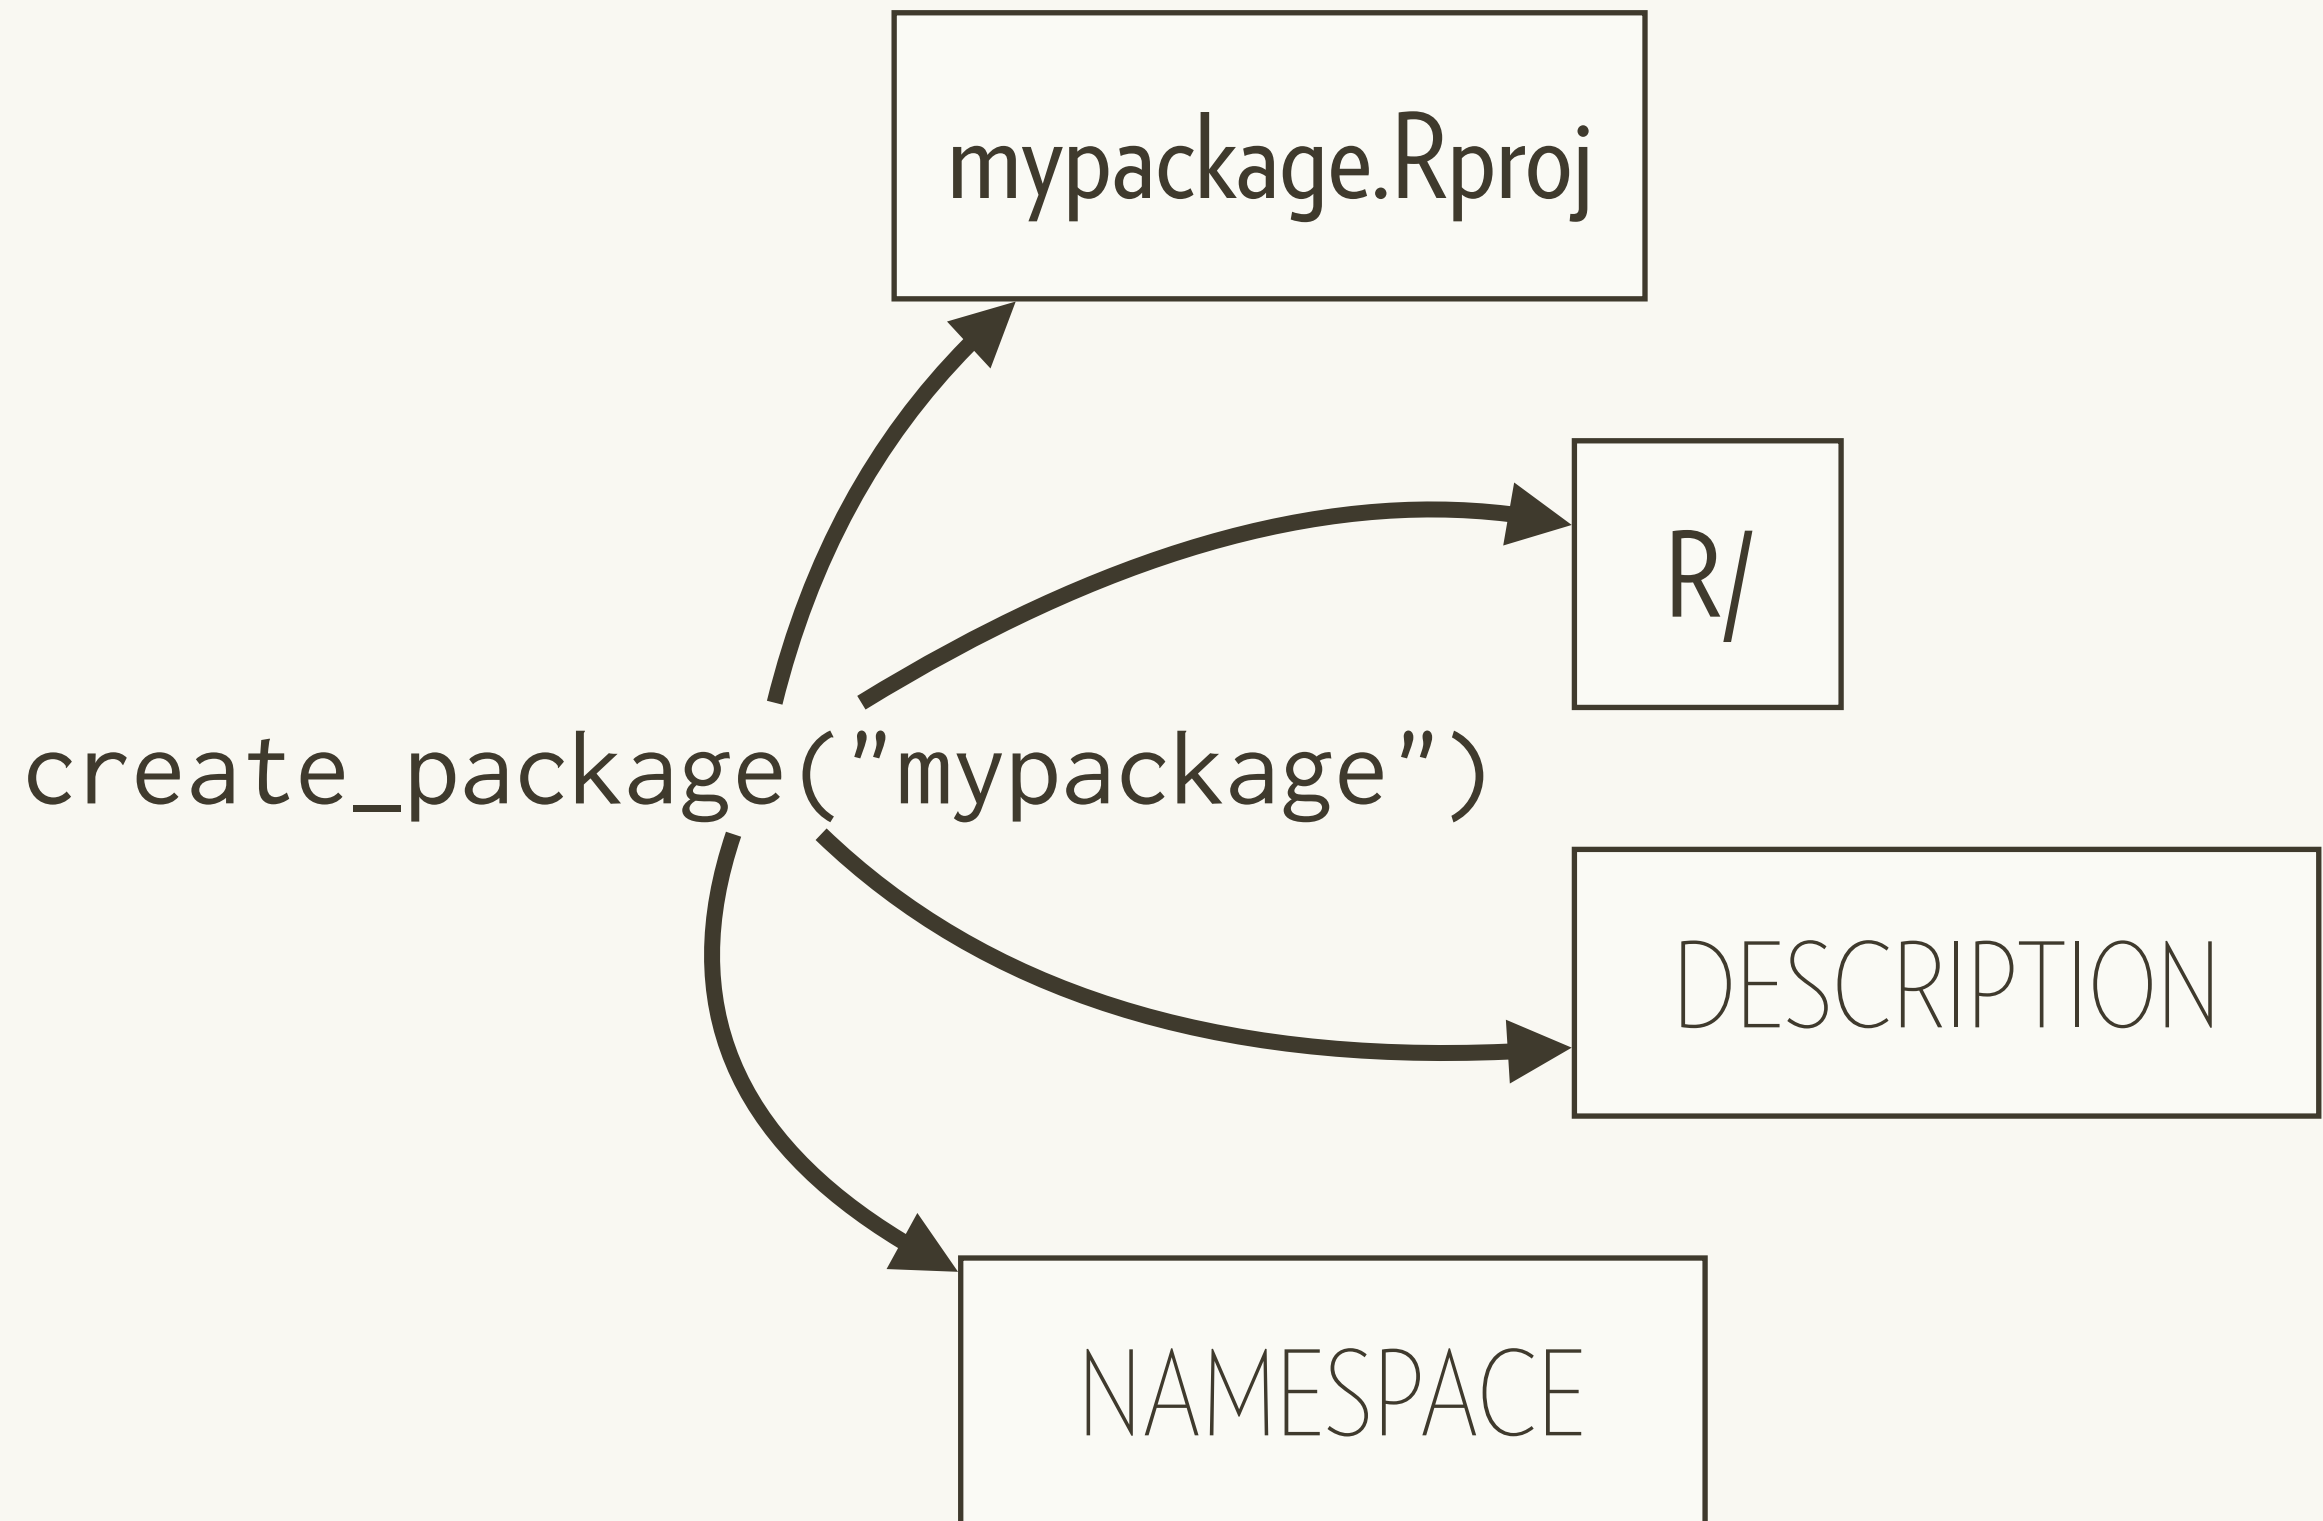 mypackage.Rproj
R/
create_package("mypackage")
DESCRIPTION
NAMESPACE